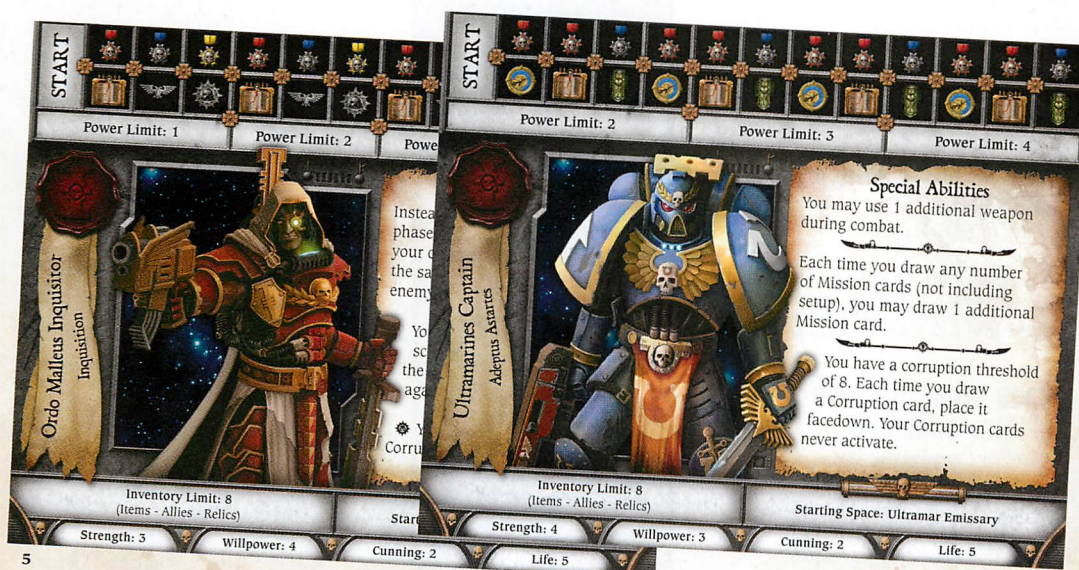 START
Power Limit: 1
Power Limit: 2
Powe
Ordo Malleus Inquisitor
Inquisition
Instea
phase
your d
the sa
enemy
Yo
sc
the
aga
Y
Corru
Inventory Limit: 8
(Items - Allies - Relics)
Start
Strength: 3
Willpower: 4
Cunning: 2
Life: 5
START
Power Limit: 2
Power Limit: 3
Power Limit: 4
Ultramarines Captain
Adeptus Astartes
2
Special Abilities
You may use 1 additional weapon
during combat.
Each time you draw any number
of Mission cards (not including
setup), you may draw 1 additional
Mission card.
You have a corruption threshold
of 8. Each time you draw
a Corruption card, place it
facedown. Your Corruption cards
never activate.
Inventory Limit: 8
(Items - Allies - Relics)
Starting Space: Ultramar Emissary
Strength: 4
Willpower: 3
Cunning: 2
Life: 5
5